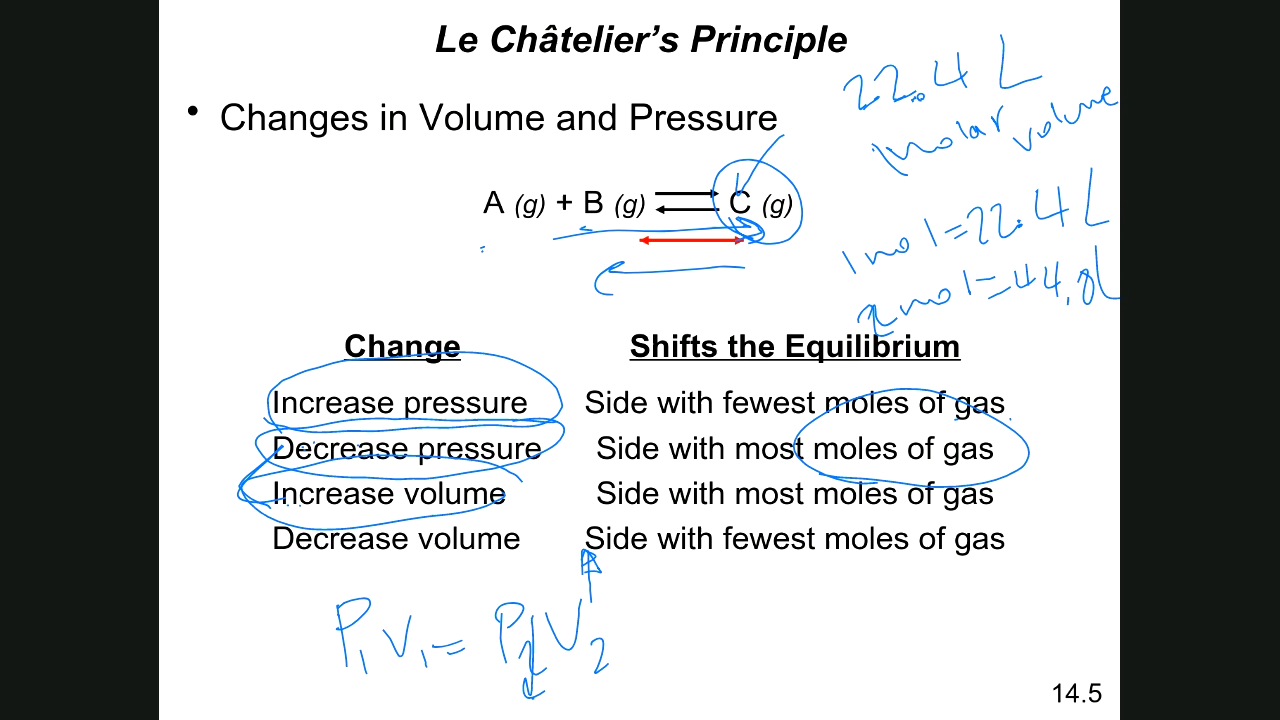 Le Châtelier's Principle
22.4 L
molar volume
• Changes in Volume and Pressure
A (g) + B (g) ⇌ C (g)
1 mol = 22.4 L
2 mol = 44.8 L
Change Shifts the Equilibrium
Increase pressure Side with fewest moles of gas
Decrease pressure Side with most moles of gas
Increase volume Side with most moles of gas
Decrease volume Side with fewest moles of gas
P₁V₁ = P₂V₂
14.5